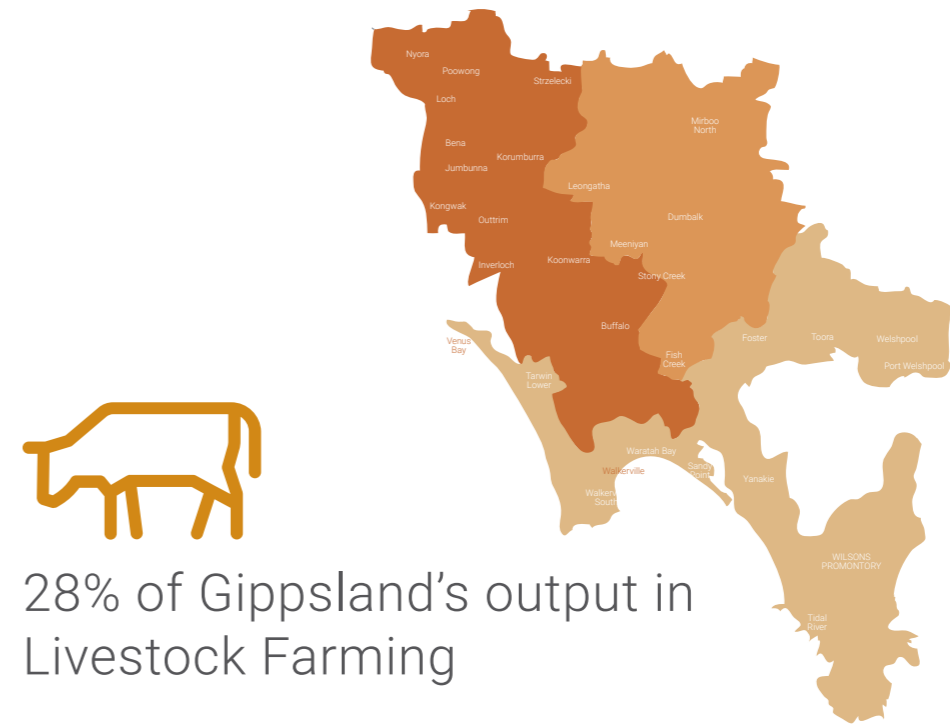 Nyora
Poowong
Strzelecki
Loch
Mirboo
North
Bena
Korumburra
Jumbunna
Leongatha
Kongwak
Outtrim
Dumbalk
Meeniyan
Inverloch
Koonwarra
Stony Creek
Buffalo
Venus
Bay
Foster
Toora
Welshpool
Fish
Creek
Port Welshpool
Tarwin
Lower
Waratah Bay
Walkerville
Sandy
Point
Yanakie
Walkerv
South
WILSONS
PROMONTORY
Tidal
River
28% of Gippsland's output in
Livestock Farming